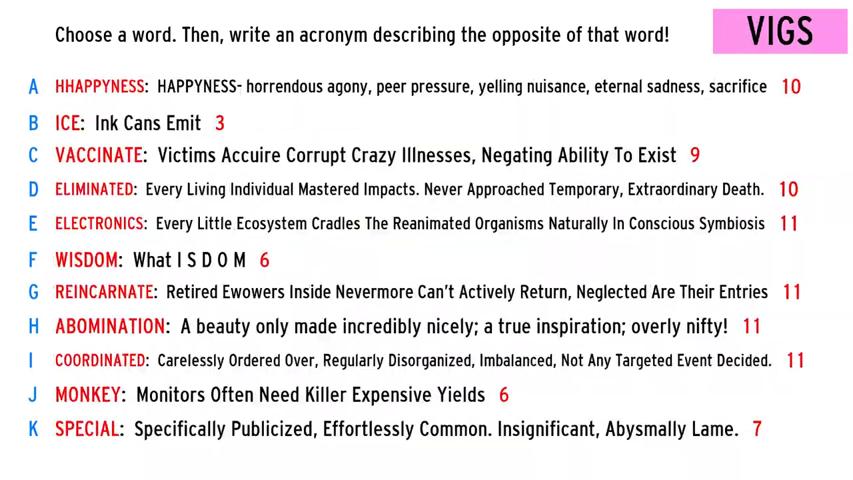 Choose a word. Then, write an acronym describing the opposite of that word!
VIGS
A HHAPPYNESS: HAPPYNESS- horrendous agony, peer pressure, yelling nuisance, eternal sadness, sacrifice 10
B ICE: Ink Cans Emit 3
C VACCINATE: Victims Accuire Corrupt Crazy Illnesses, Negating Ability To Exist 9
D ELIMINATED: Every Living Individual Mastered Impacts. Never Approached Temporary, Extraordinary Death. 10
E ELECTRONICS: Every Little Ecosystem Cradles The Reanimated Organisms Naturally In Conscious Symbiosis 11
F WISDOM: What I S D O M 6
G REINCARNATE: Retired Ewowers Inside Nevermore Can't Actively Return, Neglected Are Their Entries 11
H ABOMINATION: A beauty only made incredibly nicely; a true inspiration; overly nifty! 11
I COORDINATED: Carelessly Ordered Over, Regularly Disorganized, Imbalanced, Not Any Targeted Event Decided. 11
J MONKEY: Monitors Often Need Killer Expensive Yields 6
K SPECIAL: Specifically Publicized, Effortlessly Common. Insignificant, Abysmally Lame. 7